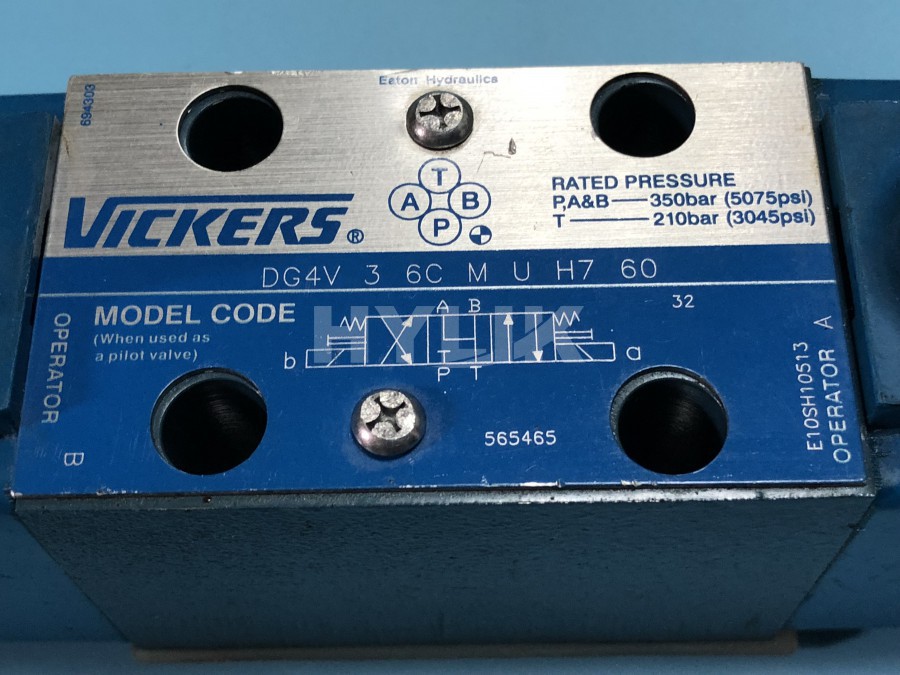 Eaton Hydraulics
694303
T
A B
P
VICKERS®
RATED PRESSURE
P,A&B — 350bar (5075psi)
T — 210bar (3045psi)
DG4V 3 6C M U H7 60
MODEL CODE
(When used as
a pilot valve)
32
A B
b a
P T
HYLIK
565465
OPERATOR B
E10SH10513
OPERATOR A